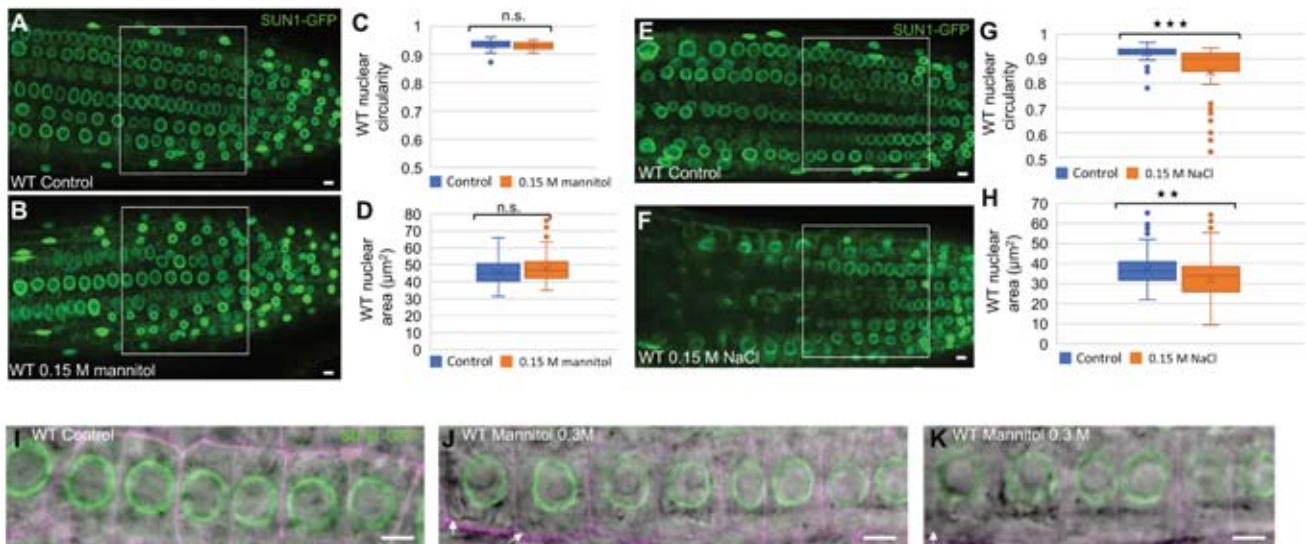 A
SUN1-GFP
WT Control
B
WT 0.15 M mannitol
C
n.s.
WT nuclear
circularity
1
0.9
0.8
0.7
0.6
0.5
Control
0.15 M mannitol
D
n.s.
WT nuclear
area (µm²)
80
70
60
50
40
30
20
10
0
Control
0.15 M mannitol
E
SUN1-GFP
WT Control
F
WT 0.15 M NaCl
G
★★★
WT nuclear
circularity
1
0.9
0.8
0.7
0.6
0.5
Control
0.15 M NaCl
H
★★
WT nuclear
area (µm²)
70
60
50
40
30
20
10
0
Control
0.15 M NaCl
I
WT Control
SUN1-GFP
J
WT Mannitol 0.3M
K
WT Mannitol 0.3 M